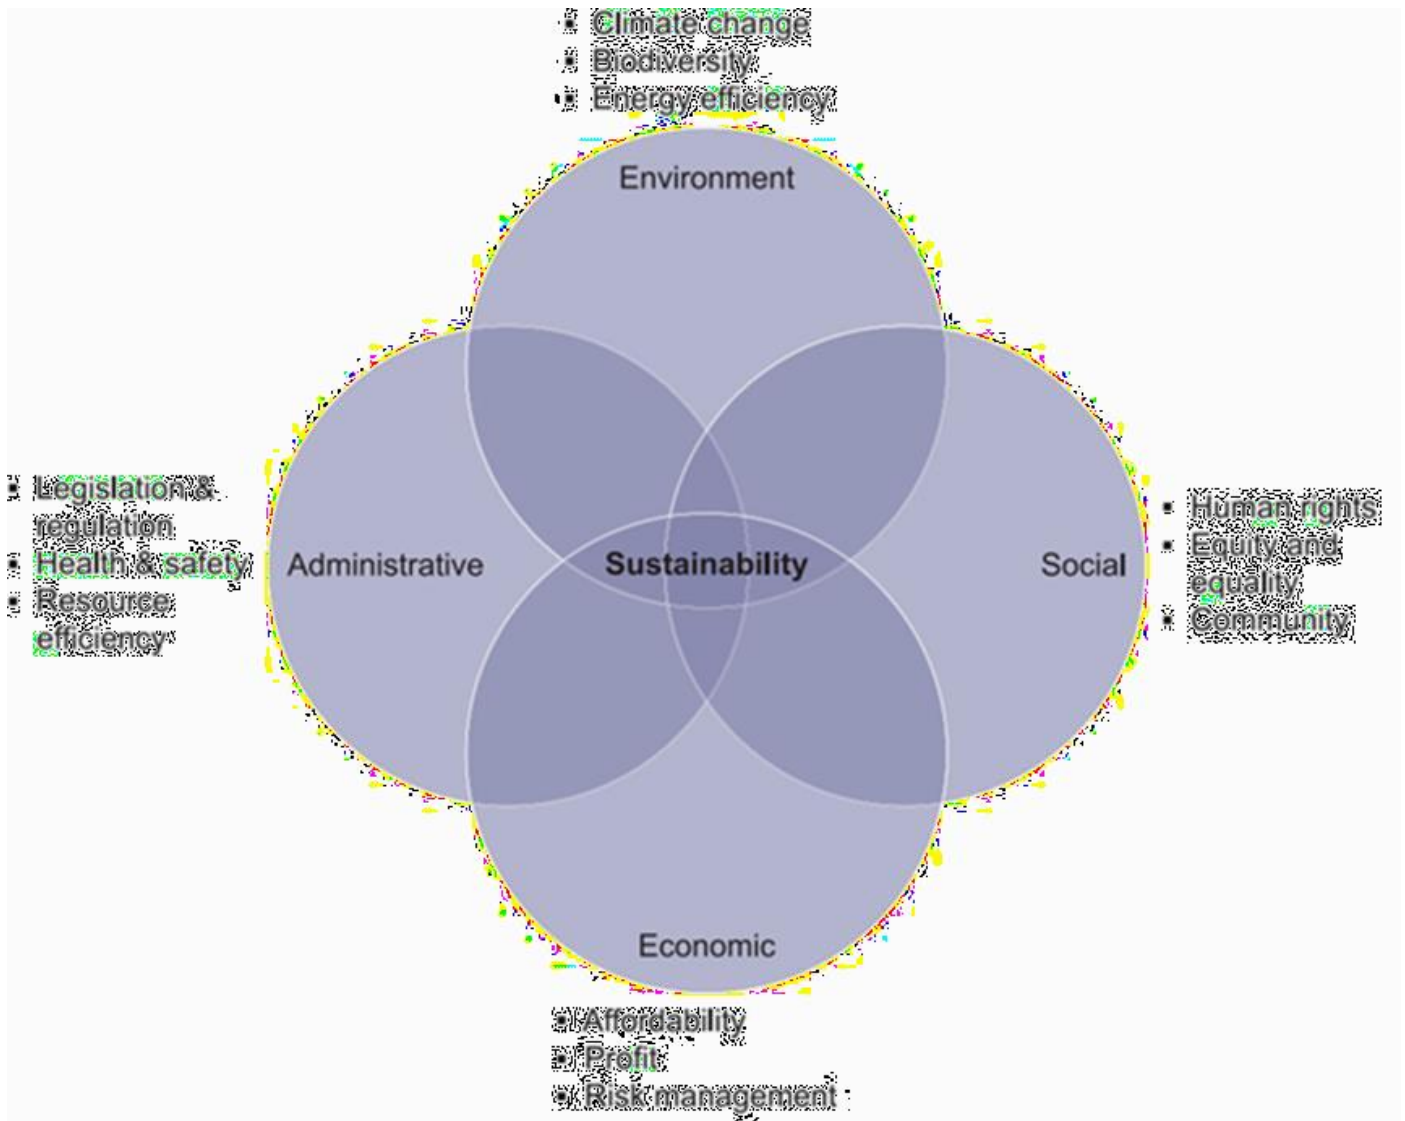 ▪ Climate change
▪ Biodiversity
▪ Energy efficiency
Environment
▪ Legislation &
regulation
▪ Health & safety
▪ Resource
efficiency
Administrative
Sustainability
Social
▪ Human rights
▪ Equity and
equality
▪ Community
Economic
▪ Affordability
▪ Profit
▪ Risk management